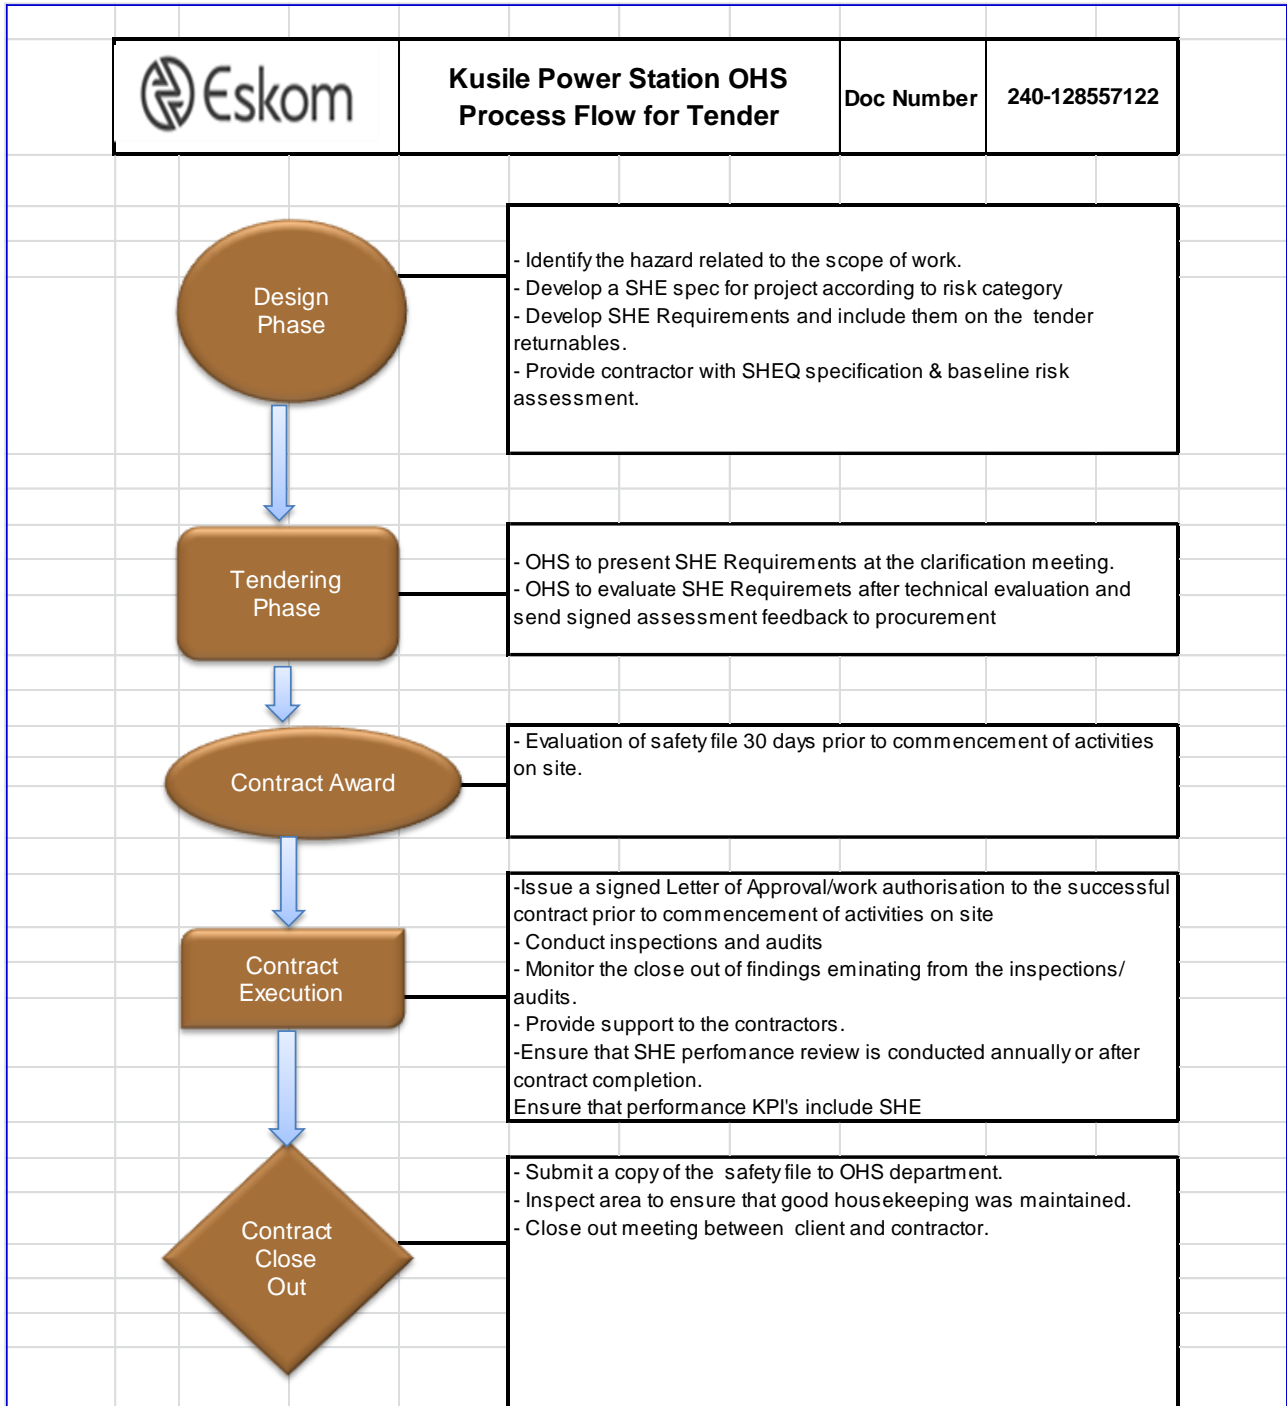 Eskom
Kusile Power Station OHS
Process Flow for Tender
Doc Number
240-128557122
Design
Phase
- Identify the hazard related to the scope of work.
- Develop a SHE spec for project according to risk category
- Develop SHE Requirements and include them on the tender
returnables.
- Provide contractor with SHEQ specification & baseline risk
assessment.
Tendering
Phase
- OHS to present SHE Requirements at the clarification meeting.
- OHS to evaluate SHE Requiremets after technical evaluation and
send signed assessment feedback to procurement
Contract Award
- Evaluation of safety file 30 days prior to commencement of activities
on site.
Contract
Execution
-Issue a signed Letter of Approval/work authorisation to the successful
contract prior to commencement of activities on site
- Conduct inspections and audits
- Monitor the close out of findings eminating from the inspections/
audits.
- Provide support to the contractors.
-Ensure that SHE perfomance review is conducted annually or after
contract completion.
Ensure that performance KPI's include SHE
Contract
Close
Out
- Submit a copy of the safety file to OHS department.
- Inspect area to ensure that good housekeeping was maintained.
- Close out meeting between client and contractor.